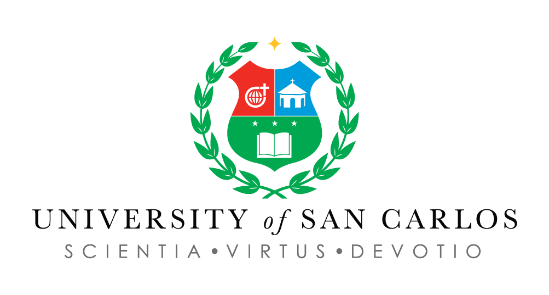 UNIVERSITY of SAN CARLOS
SCIENTIA•VIRTUS•DEVOTIO